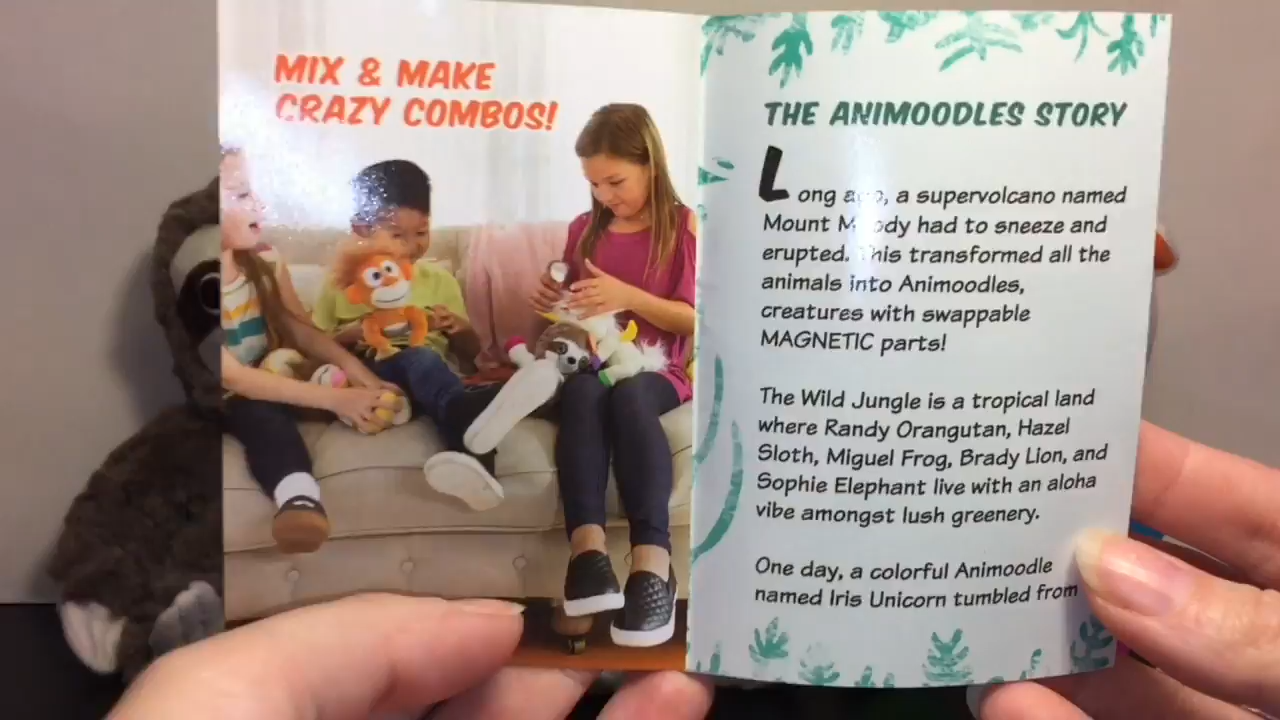 MIX & MAKE
CRAZY COMBOS!
THE ANIMOODLES STORY
Long ago, a supervolcano named
Mount Moody had to sneeze and
erupted. This transformed all the
animals into Animoodles,
creatures with swappable
MAGNETIC parts!
The Wild Jungle is a tropical land
where Randy Orangutan, Hazel
Sloth, Miguel Frog, Brady Lion, and
Sophie Elephant live with an aloha
vibe amongst lush greenery.
One day, a colorful Animoodle
named Iris Unicorn tumbled from